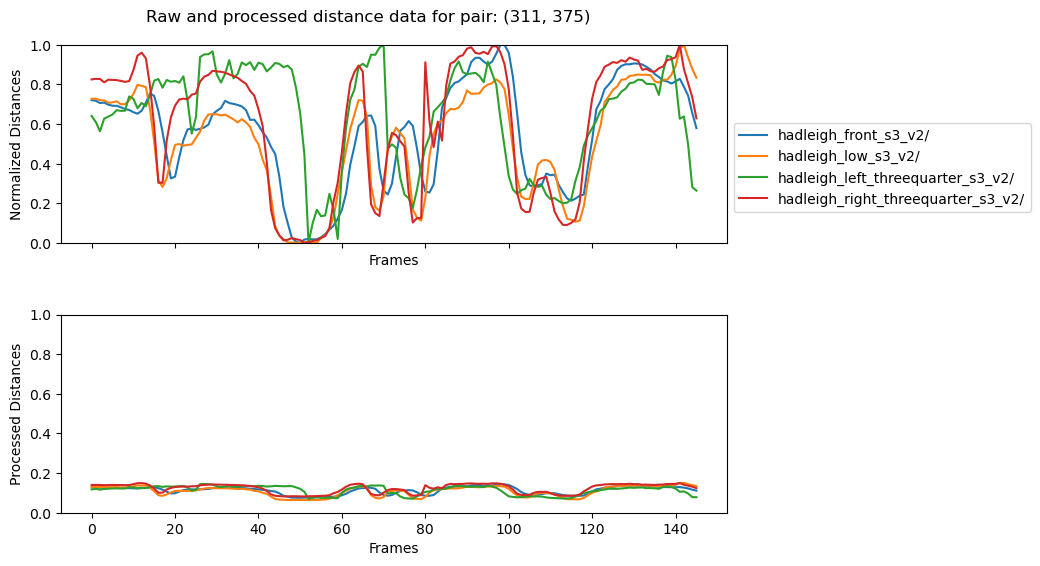 Raw and processed distance data for pair: (311, 375)
1.0
0.8
0.6
0.4
0.2
0.0
Normalized Distances
Frames
hadleigh_front_s3_v2/
hadleigh_low_s3_v2/
hadleigh_left_threequarter_s3_v2/
hadleigh_right_threequarter_s3_v2/
1.0
0.8
0.6
0.4
0.2
0.0
Processed Distances
0 20 40 60 80 100 120 140
Frames